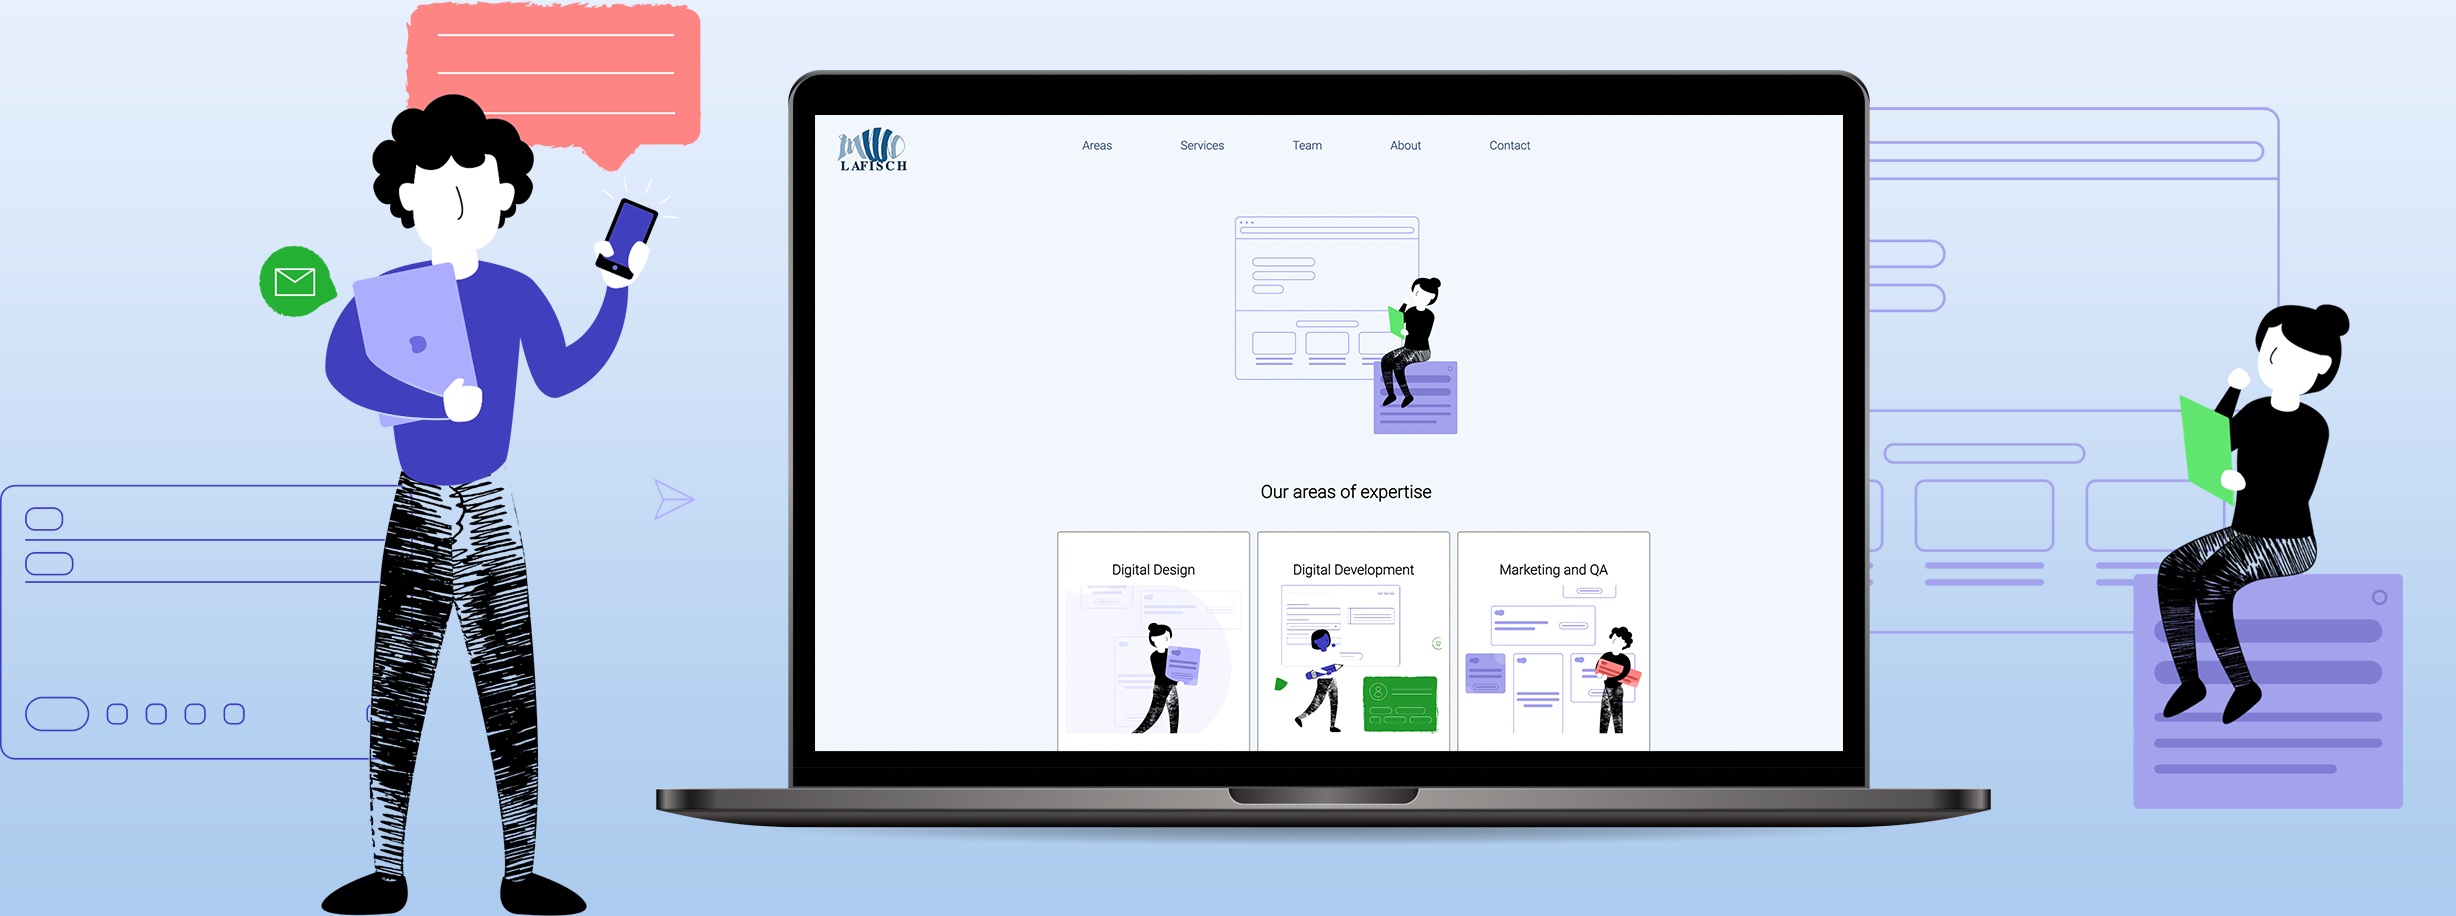 LAFISCH
Areas Services Team About Contact
Our areas of expertise
Digital Design
Digital Development
Marketing and QA